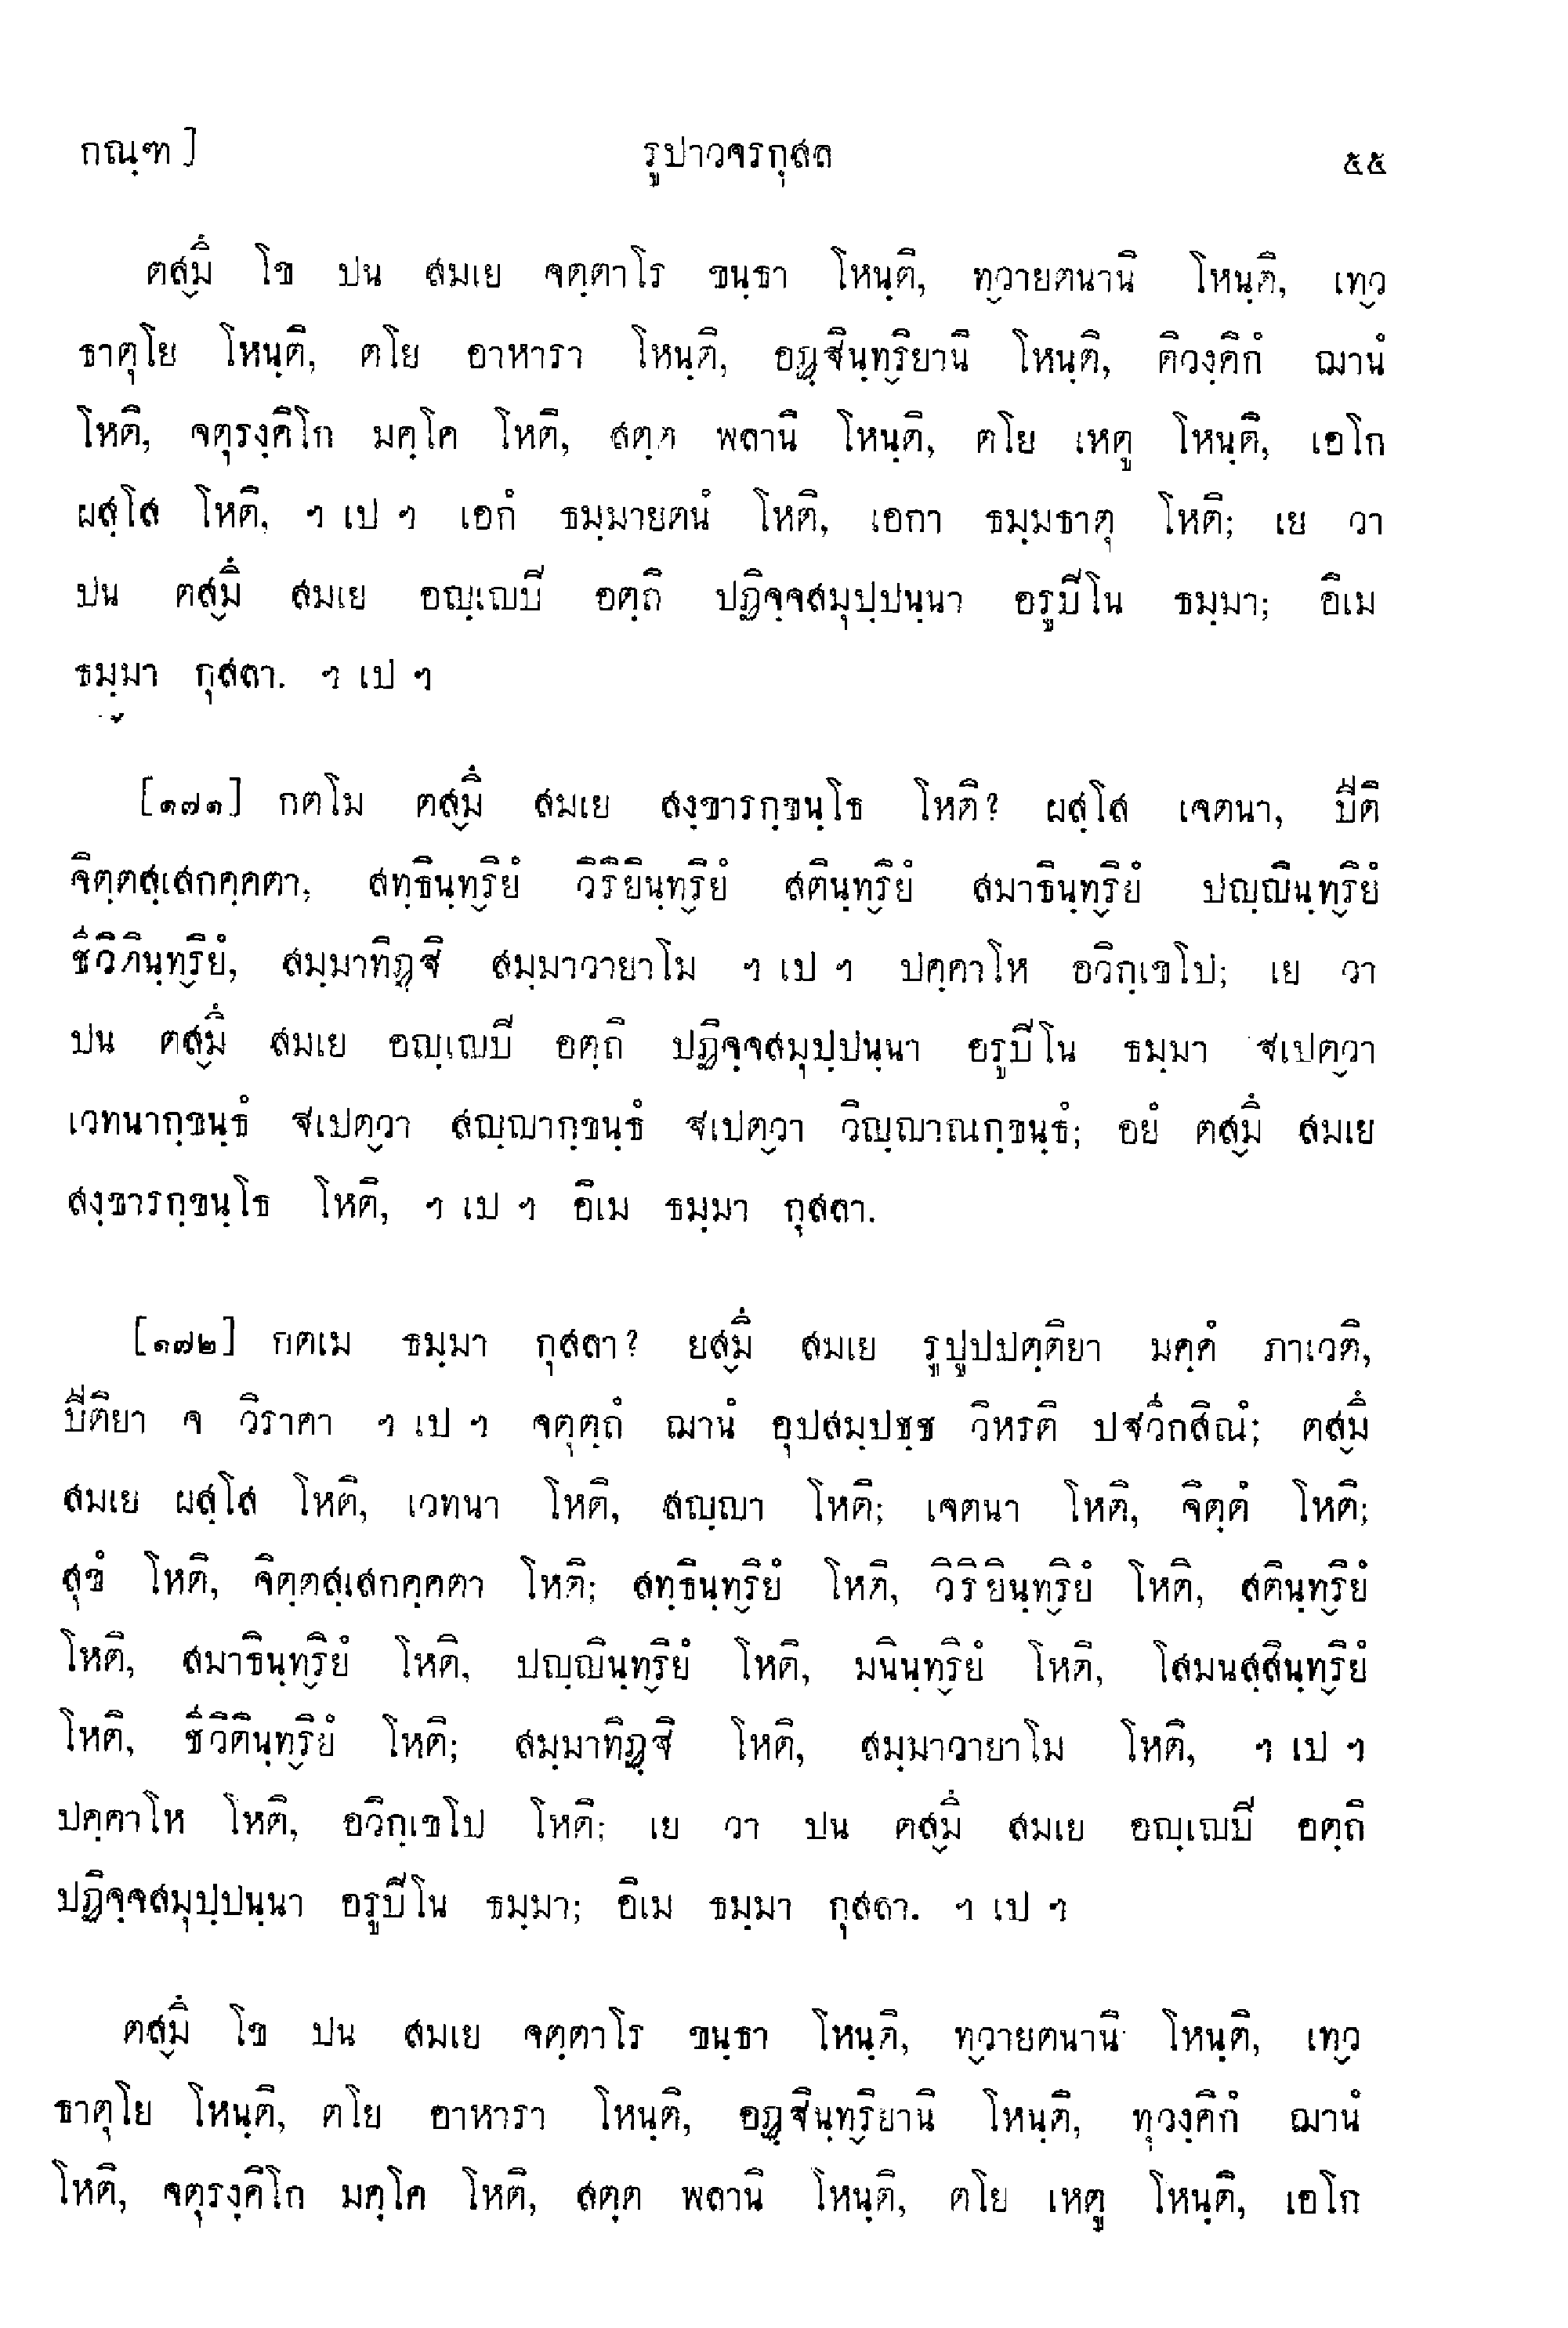 กณฺฑ] รูปาวจรกุสล ๕๕
ตสฺมึ โข ปน สมเย จตฺตาโร ขนฺธา โหนฺติ, ทฺวายตนานิ โหนฺติ, เทฺว
ธาตุโย โหนฺติ, ตโย อาหารา โหนฺติ, อฏฺฐินฺทฺริยานิ โหนฺติ, ติวงฺคิกํ ฌานํ
โหติ, จตุรงฺคิโก มคฺโค โหติ, สตฺต พลานิ โหนฺติ, ตโย เหตู โหนฺติ, เอโก
ผสฺโส โหติ, ฯ เป ฯ เอกํ ธมฺมายตนํ โหติ, เอกา ธมฺมธาตุ โหติ; เย วา
ปน ตสฺมึ สมเย อญฺเญปิ อตฺถิ ปฏิจฺจสมุปฺปนฺนา อรูปิโน ธมฺมา; อิเม
ธมฺมา กุสลา. ฯ เป ฯ
[๑๗๑] กตโม ตสฺมึ สมเย สงฺขารกฺขนฺโธ โหติ? ผสฺโส เจตนา, ปีติ
จิตฺตสฺเสกคฺคตา, สทฺธินฺทฺริยํ วิริยินฺทฺริยํ สตินฺทฺริยํ สมาธินฺทฺริยํ ปญฺญินฺทฺริยํ
ชีวิตินฺทฺริยํ, สมฺมาทิฏฺฐิ สมฺมาวายาโม ฯ เป ฯ ปคฺคาโห อวิกฺเขโป; เย วา
ปน ตสฺมึ สมเย อญฺเญปิ อตฺถิ ปฏิจฺจสมุปฺปนฺนา อรูปิโน ธมฺมา ฐเปตฺวา
เวทนากฺขนฺธํ ฐเปตฺวา สญฺญากฺขนฺธํ ฐเปตฺวา วิญฺญาณกฺขนฺธํ; อยํ ตสฺมึ สมเย
สงฺขารกฺขนฺโธ โหติ, ฯ เป ฯ อิเม ธมฺมา กุสลา.
[๑๗๒] กตเม ธมฺมา กุสลา? ยสฺมึ สมเย รูปูปปตฺติยา มคฺคํ ภาเวติ,
ปีติยา จ วิราคา ฯ เป ฯ จตุตฺถํ ฌานํ อุปสมฺปชฺช วิหรติ ปฐวีกสิณํ; ตสฺมึ
สมเย ผสฺโส โหติ, เวทนา โหติ, สญฺญา โหติ; เจตนา โหติ, จิตฺตํ โหติ;
สุขํ โหติ, จิตฺตสฺเสกคฺคตา โหติ; สทฺธินฺทฺริยํ โหติ, วิริยินฺทฺริยํ โหติ, สตินฺทฺริยํ
โหติ, สมาธินฺทฺริยํ โหติ, ปญฺญินฺทฺริยํ โหติ, มนินฺทฺริยํ โหติ, โสมนสฺสินฺทฺริยํ
โหติ, ชีวิตินฺทฺริยํ โหติ; สมฺมาทิฏฺฐิ โหติ, สมฺมาวายาโม โหติ, ฯ เป ฯ
ปคฺคาโห โหติ, อวิกฺเขโป โหติ; เย วา ปน ตสฺมึ สมเย อญฺเญปิ อตฺถิ
ปฏิจฺจสมุปฺปนฺนา อรูปิโน ธมฺมา; อิเม ธมฺมา กุสลา. ฯ เป ฯ
ตสฺมึ โข ปน สมเย จตฺตาโร ขนฺธา โหนฺติ, ทฺวายตนานิ โหนฺติ, เทฺว
ธาตุโย โหนฺติ, ตโย อาหารา โหนฺติ, อฏฺฐินฺทฺริยานิ โหนฺติ, ทุวงฺคิกํ ฌานํ
โหติ, จตุรงฺคิโก มคฺโค โหติ, สตฺต พลานิ โหนฺติ, ตโย เหตู โหนฺติ, เอโก